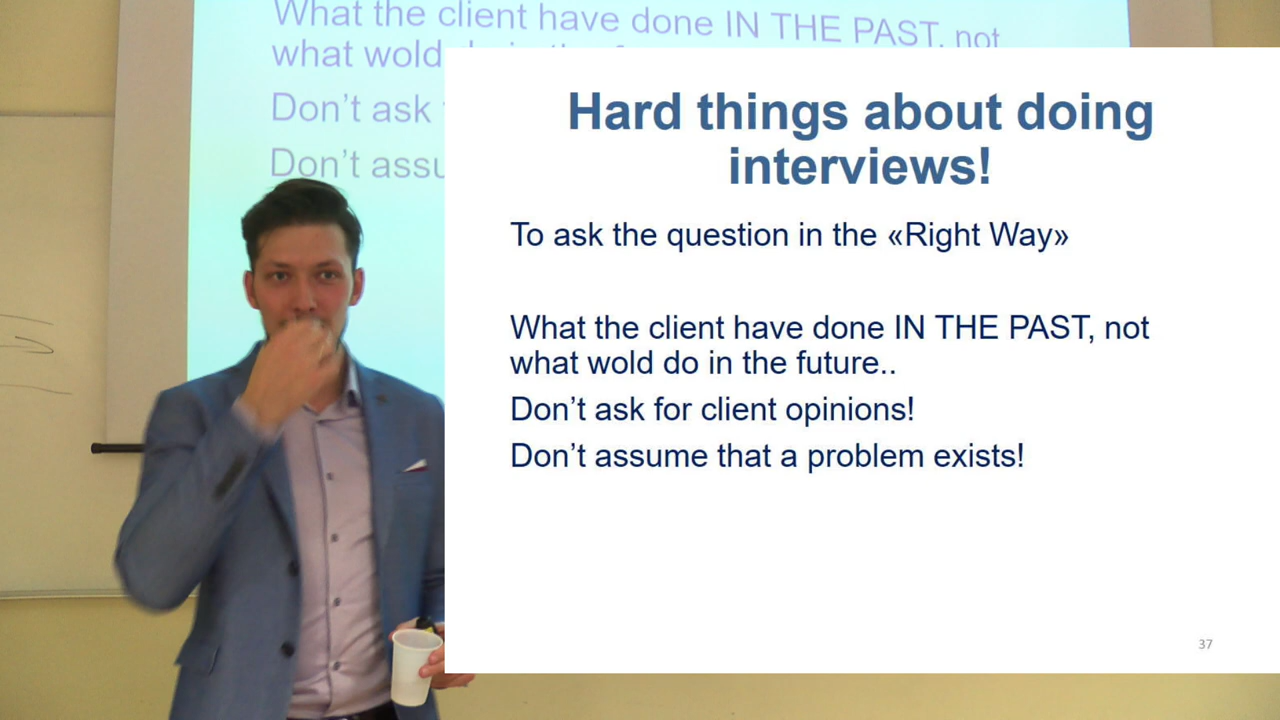 What the client have done IN THE PAST, not
what wold
Don't ask
Don't assu
Hard things about doing
interviews!
To ask the question in the «Right Way»
What the client have done IN THE PAST, not
what wold do in the future..
Don't ask for client opinions!
Don't assume that a problem exists!
37